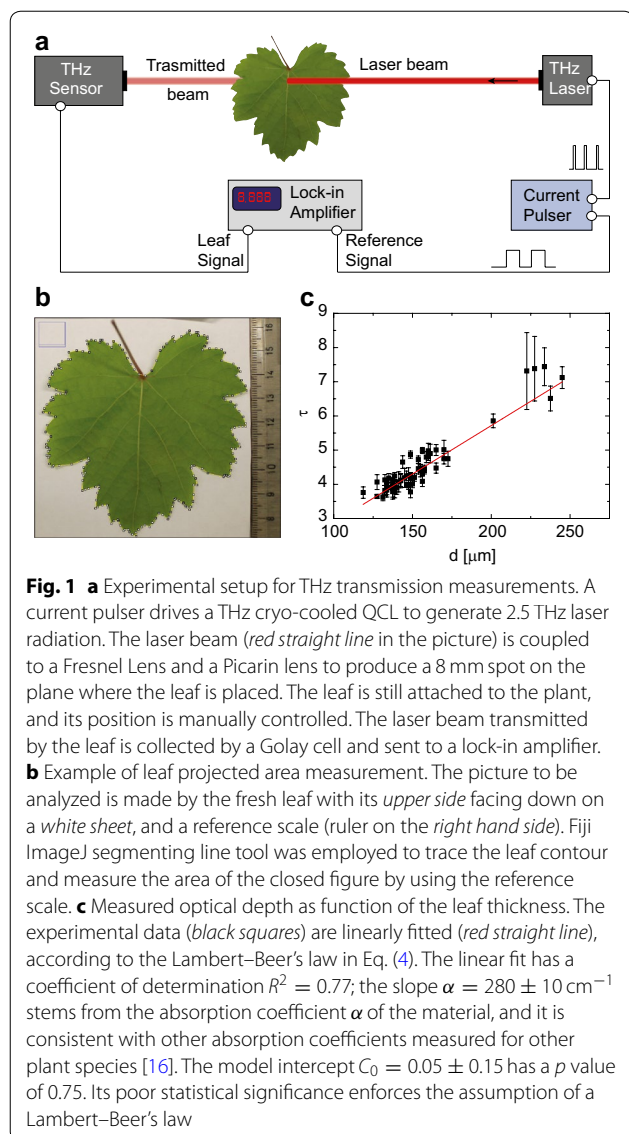 a
THz
Sensor
Trasmitted
beam
Laser beam
THz
Laser
8.888
Lock-in
Amplifier
Current
Pulser
Leaf
Signal
Reference
Signal
b
16
15
14
13
12
11
10
9
8
c
9
8
7
6
5
4
3
τ
100
150
200
250
d [μm]
Fig. 1 a Experimental setup for THz transmission measurements. A
current pulser drives a THz cryo-cooled QCL to generate 2.5 THz laser
radiation. The laser beam (red straight line in the picture) is coupled
to a Fresnel Lens and a Picarin lens to produce a 8 mm spot on the
plane where the leaf is placed. The leaf is still attached to the plant,
and its position is manually controlled. The laser beam transmitted
by the leaf is collected by a Golay cell and sent to a lock-in amplifier.
b Example of leaf projected area measurement. The picture to be
analyzed is made by the fresh leaf with its upper side facing down on
a white sheet, and a reference scale (ruler on the right hand side). Fiji
ImageJ segmenting line tool was employed to trace the leaf contour
and measure the area of the closed figure by using the reference
scale. c Measured optical depth as function of the leaf thickness. The
experimental data (black squares) are linearly fitted (red straight line),
according to the Lambert–Beer's law in Eq. (4). The linear fit has a
coefficient of determination R² = 0.77; the slope α = 280 ± 10 cm⁻¹
stems from the absorption coefficient α of the material, and it is
consistent with other absorption coefficients measured for other
plant species [16]. The model intercept C₀ = 0.05 ± 0.15 has a p value
of 0.75. Its poor statistical significance enforces the assumption of a
Lambert–Beer's law